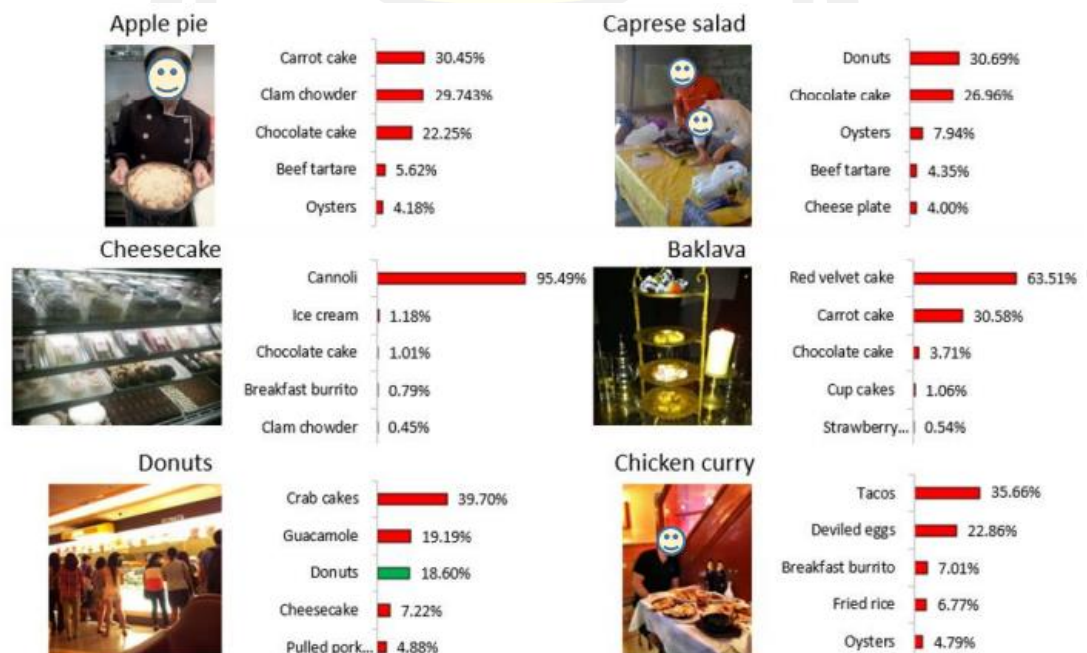 Apple pie
Carrot cake 30.45%
Clam chowder 29.743%
Chocolate cake 22.25%
Beef tartare 5.62%
Oysters 4.18%
Caprese salad
Donuts 30.69%
Chocolate cake 26.96%
Oysters 7.94%
Beef tartare 4.35%
Cheese plate 4.00%
Cheesecake
Cannoli 95.49%
Ice cream 1.18%
Chocolate cake 1.01%
Breakfast burrito 0.79%
Clam chowder 0.45%
Baklava
Red velvet cake 63.51%
Carrot cake 30.58%
Chocolate cake 3.71%
Cup cakes 1.06%
Strawberry... 0.54%
Donuts
Crab cakes 39.70%
Guacamole 19.19%
Donuts 18.60%
Cheesecake 7.22%
Pulled pork... 4.88%
Chicken curry
Tacos 35.66%
Deviled eggs 22.86%
Breakfast burrito 7.01%
Fried rice 6.77%
Oysters 4.79%